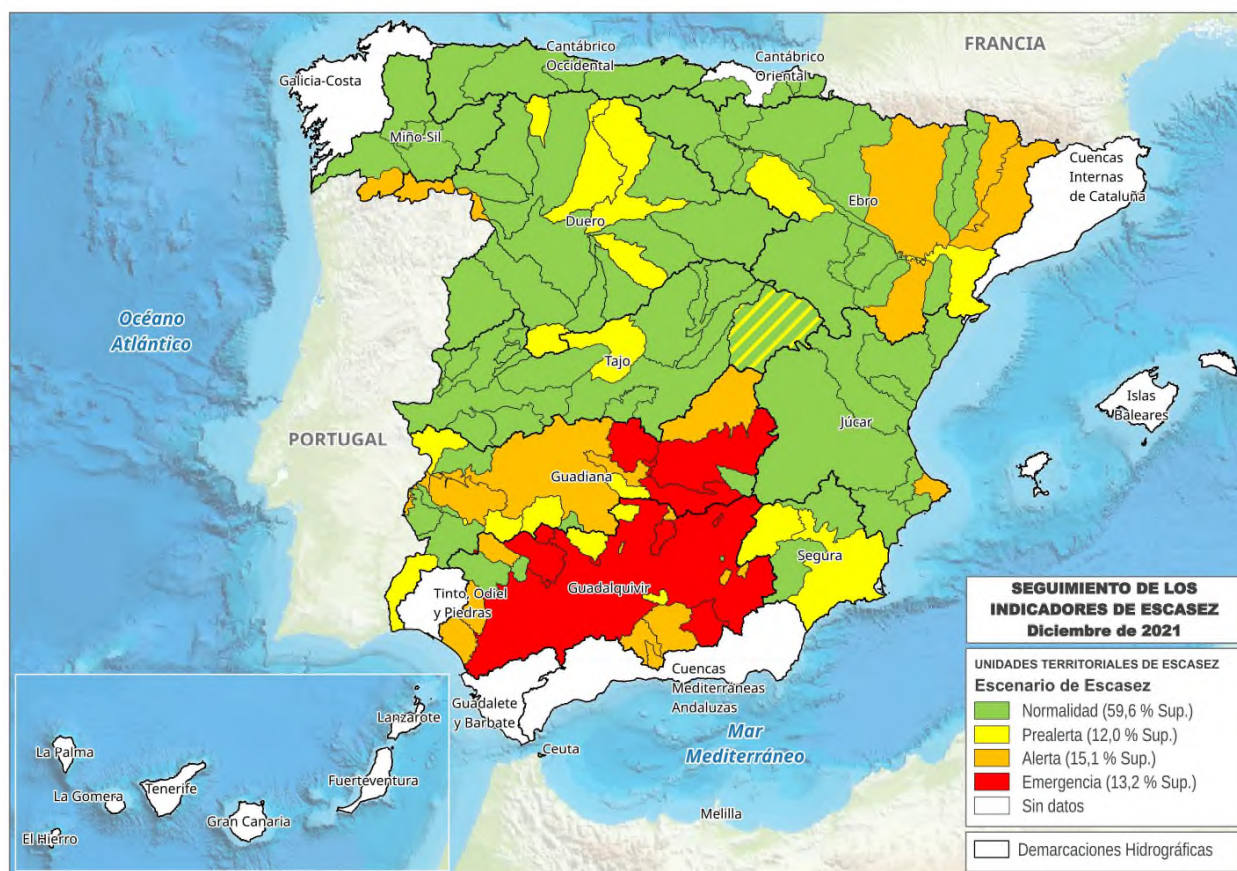 FRANCIA
Cantábrico
Occidental
Cantábrico
Oriental
Galicia-Costa
Miño-Sil
Cuencas
Internas
de Cataluña
Ebro
Duero
Océano
Atlántico
Tajo
Islas
Baleares
PORTUGAL
Júcar
Guadiana
Segura
Guadalquivir
Tinto, Odiel
y Piedras
Cuencas
Mediterráneas
Andaluzas
Guadalete
y Barbate
Mar
Mediterráneo
Ceuta
Melilla
Lanzarote
La Palma
Fuerteventura
Tenerife
La Gomera
Gran Canaria
El Hierro
SEGUIMIENTO DE LOS
INDICADORES DE ESCASEZ
Diciembre de 2021
UNIDADES TERRITORIALES DE ESCASEZ
Escenario de Escasez
Normalidad (59,6 % Sup.)
Prealerta (12,0 % Sup.)
Alerta (15,1 % Sup.)
Emergencia (13,2 % Sup.)
Sin datos
Demarcaciones Hidrográficas